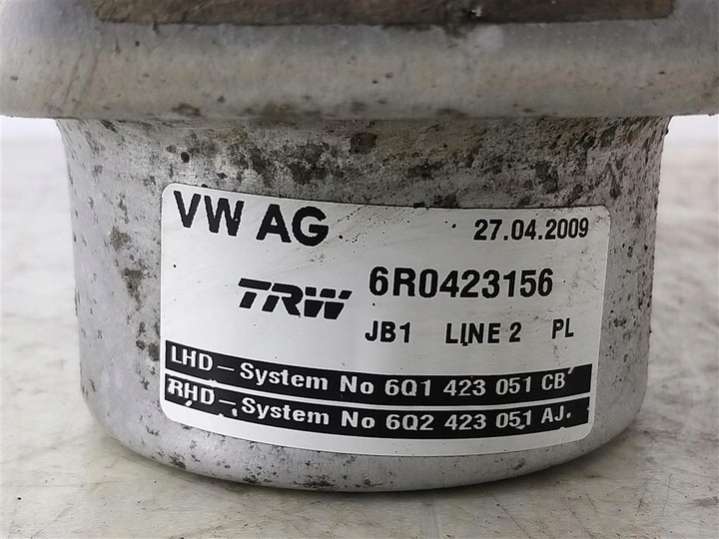 VW AG 27.04.2009
TRW 6R0423156
JB1 LINE 2 PL
LHD - System No 6Q1 423 051 CB
RHD - System No 6Q2 423 051 AJ.